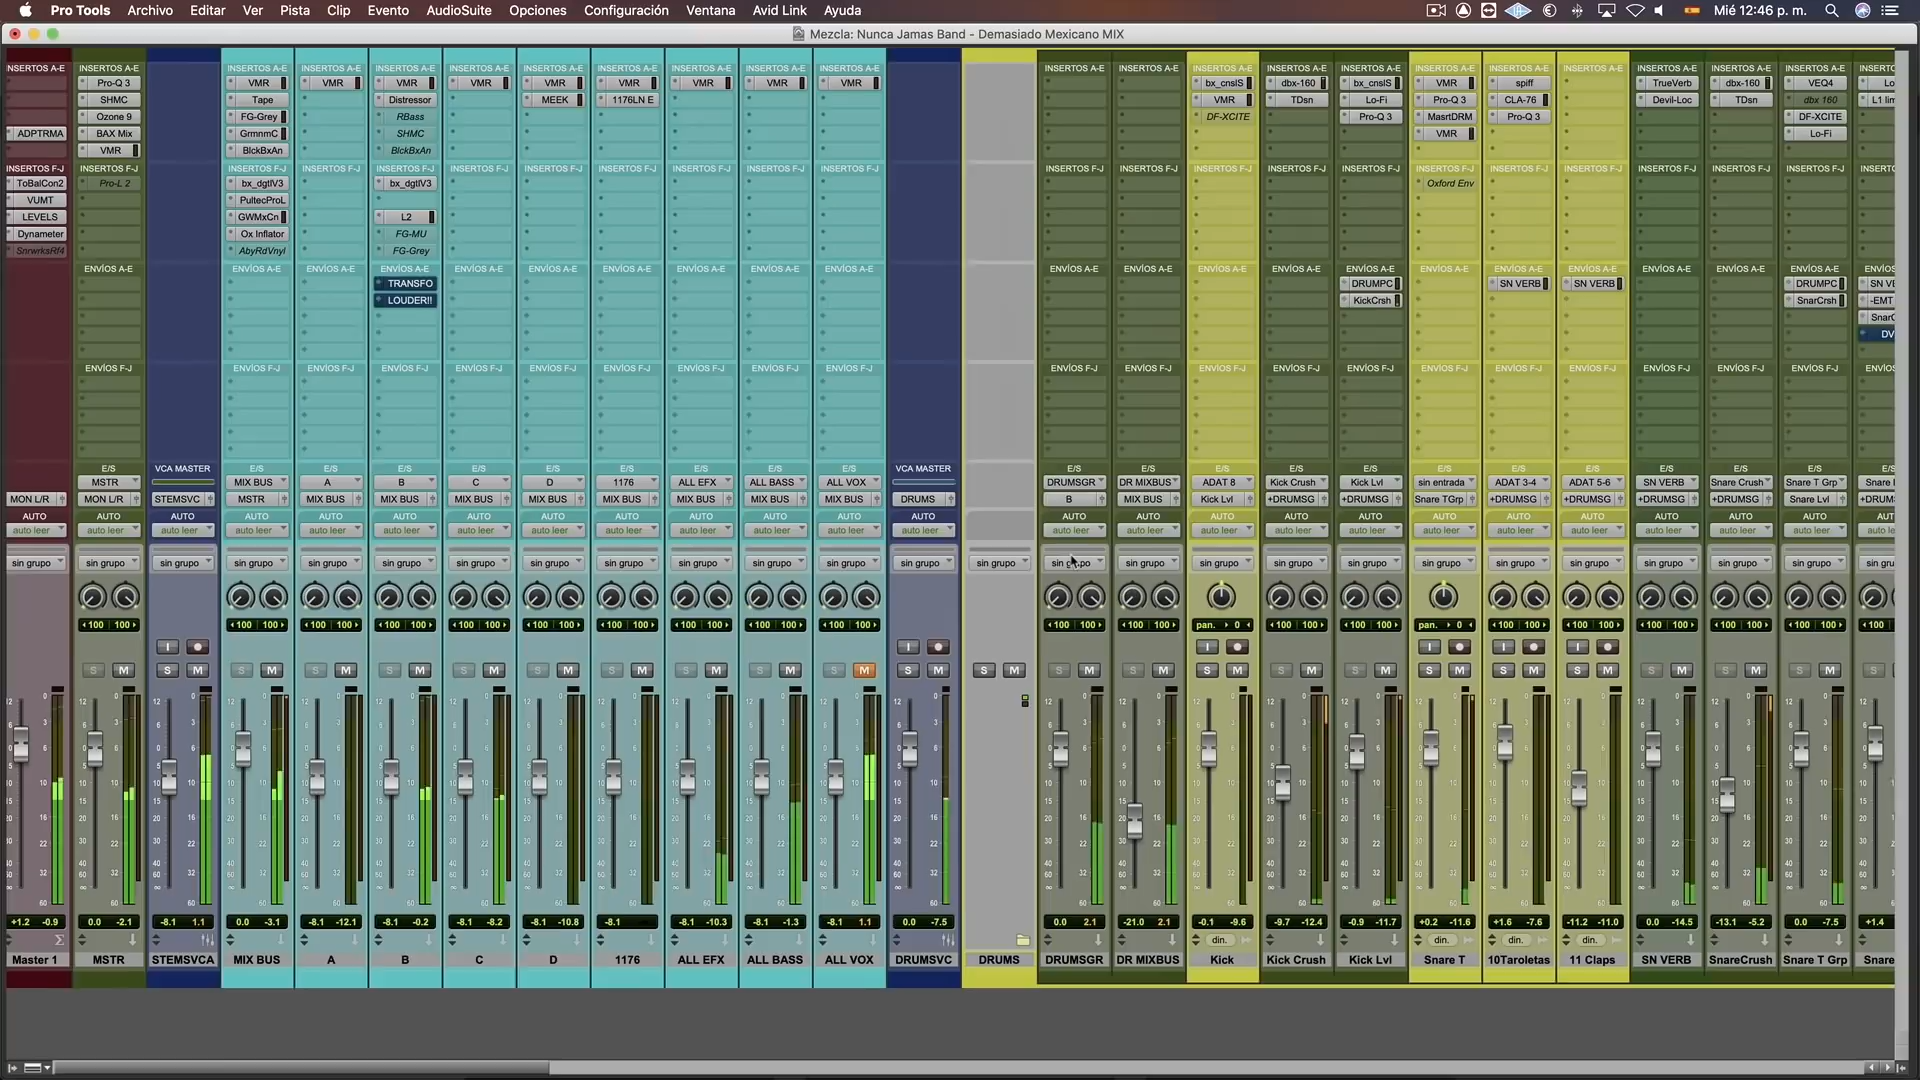 Pro Tools Archivo Editar Ver Pista Clip Evento AudioSuite Opciones Configuración Ventana Avid Link Ayuda Mié 12:46 p. m.
Mezcla: Nunca Jamas Band - Demasiado Mexicano MIX
INSERTOS A-E INSERTOS A-E INSERTOS A-E INSERTOS A-E INSERTOS A-E INSERTOS A-E INSERTOS A-E INSERTOS A-E INSERTOS A-E INSERTOS A-E INSERTOS A-E INSERTOS A-E INSERTOS A-E INSERTOS A-E INSERTOS A-E INSERTOS A-E INSERTOS A-E INSERTOS A-E INSERTOS A-E INSERTOS A-E INSERTOS A-E
Pro-Q 3 VMR VMR VMR VMR VMR VMR VMR VMR VMR bx_cnslS dbx-160 bx_cnslS VMR spiff TrueVerb dbx-160 VEQ4 Lo
SHMC Tape Distressor MEEK 1176LN E VMR TDsn Lo-Fi Pro-Q 3 CLA-76 Devil-Loc TDsn dbx 160 L1 lim
Ozone 9 FG-Grey RBass DF-XCITE Pro-Q 3 MasrtDRM Pro-Q 3 DF-XCITE
ADPTRMA BAX Mix GrmnmC SHMC VMR Lo-Fi
VMR BlckBxAn BlckBxAn
INSERTOS F-J INSERTOS F-J INSERTOS F-J INSERTOS F-J INSERTOS F-J INSERTOS F-J INSERTOS F-J INSERTOS F-J INSERTOS F-J INSERTOS F-J INSERTOS F-J INSERTOS F-J INSERTOS F-J INSERTOS F-J INSERTOS F-J INSERTOS F-J INSERTOS F-J INSERTOS F-J INSERTOS F-J INSERTOS F-J INSERTOS F-J
ToBalCon2 Pro-L 2 bx_dgtlV3 bx_dgtlV3 Oxford Env
VUMT PultecProL
LEVELS GWMxCn L2
Dynameter Ox Inflator FG-MU
SnrwrksRf4 AbyRdVnyl FG-Grey
ENVÍOS A-E ENVÍOS A-E ENVÍOS A-E ENVÍOS A-E ENVÍOS A-E ENVÍOS A-E ENVÍOS A-E ENVÍOS A-E ENVÍOS A-E ENVÍOS A-E ENVÍOS A-E ENVÍOS A-E ENVÍOS A-E ENVÍOS A-E ENVÍOS A-E ENVÍOS A-E ENVÍOS A-E ENVÍOS A-E ENVÍOS A-E ENVÍOS A-E ENVÍOS A-E
TRANSFO DRUMPC SN VERB SN VERB DRUMPC SN VE
LOUDER!! KickCrsh SnarCrsh -EMT
SnarC
DV
ENVÍOS F-J ENVÍOS F-J ENVÍOS F-J ENVÍOS F-J ENVÍOS F-J ENVÍOS F-J ENVÍOS F-J ENVÍOS F-J ENVÍOS F-J ENVÍOS F-J ENVÍOS F-J ENVÍOS F-J ENVÍOS F-J ENVÍOS F-J ENVÍOS F-J ENVÍOS F-J ENVÍOS F-J ENVÍOS F-J ENVÍOS F-J ENVÍOS F-J ENVÍOS F-J
E/S VCA MASTER E/S E/S E/S E/S E/S E/S E/S E/S E/S VCA MASTER E/S E/S E/S E/S E/S E/S E/S E/S E/S E/S E/S
MSTR MIX BUS A B C D 1176 ALL EFX ALL BASS ALL VOX DRUMSGR DR MIXBUS ADAT 8 Kick Crush Kick Lvl sin entrada ADAT 3-4 ADAT 5-6 SN VERB Snare Crush Snare T Grp Snare
MON L/R MON L/R STEMSVC MSTR MIX BUS MIX BUS MIX BUS MIX BUS MIX BUS MIX BUS MIX BUS MIX BUS DRUMS B MIX BUS Kick Lvl +DRUMSG +DRUMSG Snare TGrp +DRUMSG +DRUMSG +DRUMSG +DRUMSG Snare Lvl +DRUMS
AUTO AUTO AUTO AUTO AUTO AUTO AUTO AUTO AUTO AUTO AUTO AUTO AUTO AUTO AUTO AUTO AUTO AUTO AUTO AUTO AUTO AUTO AUTO AUTO AUTO
auto leer auto leer auto leer auto leer auto leer auto leer auto leer auto leer auto leer auto leer auto leer auto leer auto leer auto leer auto leer auto leer auto leer auto leer auto leer auto leer auto leer auto leer auto leer auto leer auto le
sin grupo sin grupo sin grupo sin grupo sin grupo sin grupo sin grupo sin grupo sin grupo sin grupo sin grupo sin grupo sin grupo sin grupo sin grupo sin grupo sin grupo sin grupo sin grupo sin grupo sin grupo sin grupo sin grupo sin grupo sin grupo sin gru
100 100 100 100 100 100 100 100 100 100 100 100 100 100 100 100 100 100 100 100 100 100 100 100 pan. 0 100 100 100 100 pan. 0 100 100 100 100 100 100 100 100 100 100 100
I I I I I I
S M S M S M S M S M S M S M S M S M S M S M S M S M S M S M S M S M S M S M S M S M S M S M S M S
+1.2 -0.9 0.0 -2.1 -8.1 1.1 0.0 -3.1 -8.1 -12.1 -8.1 -0.2 -8.1 -8.2 -8.1 -10.8 -8.1 -8.1 -10.3 -8.1 -1.3 -8.1 1.1 0.0 -7.5 0.0 2.1 -21.0 2.1 -0.1 -9.6 -9.7 -12.4 -0.9 -11.7 +0.2 -11.6 +1.6 -7.6 -11.2 -11.0 0.0 -14.5 -13.1 -5.2 0.0 -7.5 +1.4
din. din. din. din.
Master 1 MSTR STEMSVCA MIX BUS A B C D 1176 ALL EFX ALL BASS ALL VOX DRUMSVC DRUMS DRUMSGR DR MIXBUS Kick Kick Crush Kick Lvl Snare T 10Taroletas 11 Claps SN VERB SnareCrush Snare T Grp Snare